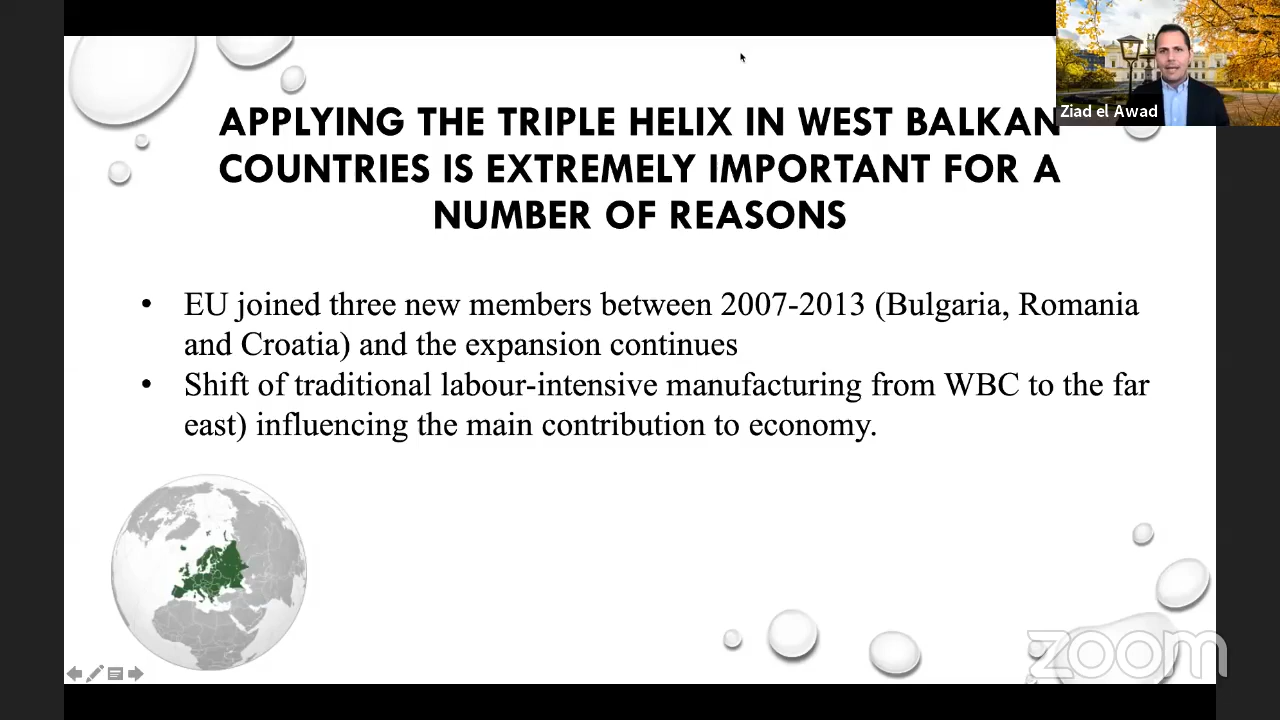 APPLYING THE TRIPLE HELIX IN WEST BALKAN
COUNTRIES IS EXTREMELY IMPORTANT FOR A
NUMBER OF REASONS
Ziad el Awad
• EU joined three new members between 2007-2013 (Bulgaria, Romania
and Croatia) and the expansion continues
• Shift of traditional labour-intensive manufacturing from WBC to the far
east) influencing the main contribution to economy.
zoom